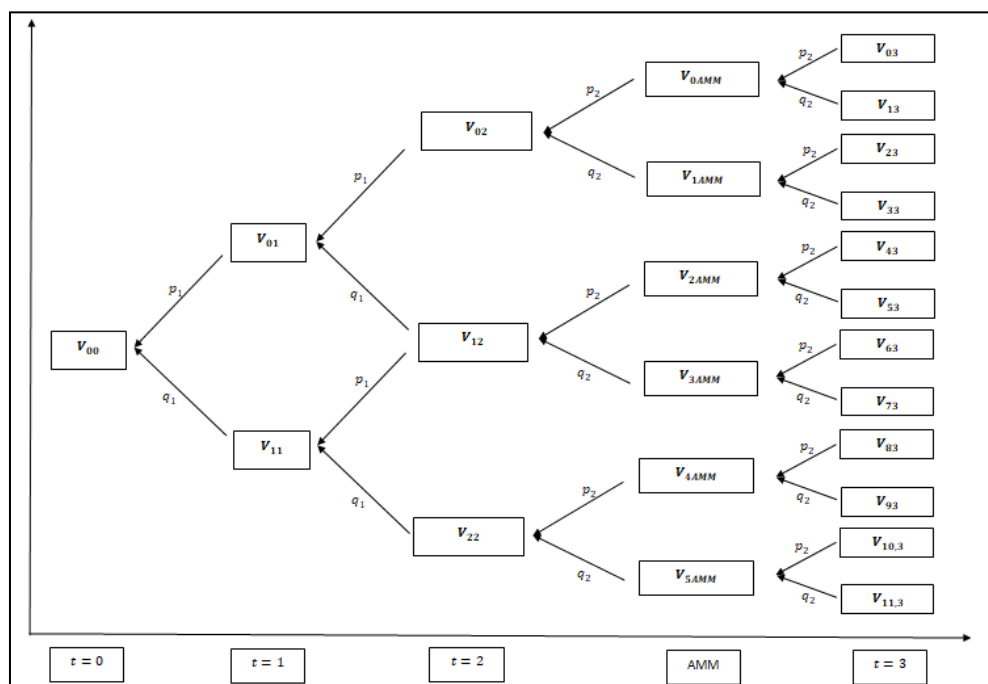 V₀₃
p₂
V₀AMM
p₂
q₂
V₁₃
V₀₂
p₁
q₂
V₁AMM
p₂
V₂₃
q₂
V₃₃
V₀₁
p₁
q₁
p₂
V₂AMM
p₂
V₄₃
q₂
V₅₃
V₀₀
V₁₂
q₁
p₁
q₂
V₃AMM
p₂
V₆₃
q₂
V₇₃
V₁₁
q₁
p₂
V₄AMM
p₂
V₈₃
q₂
V₉₃
V₂₂
q₂
V₅AMM
p₂
V₁₀,₃
q₂
V₁₁,₃
t = 0
t = 1
t = 2
AMM
t = 3